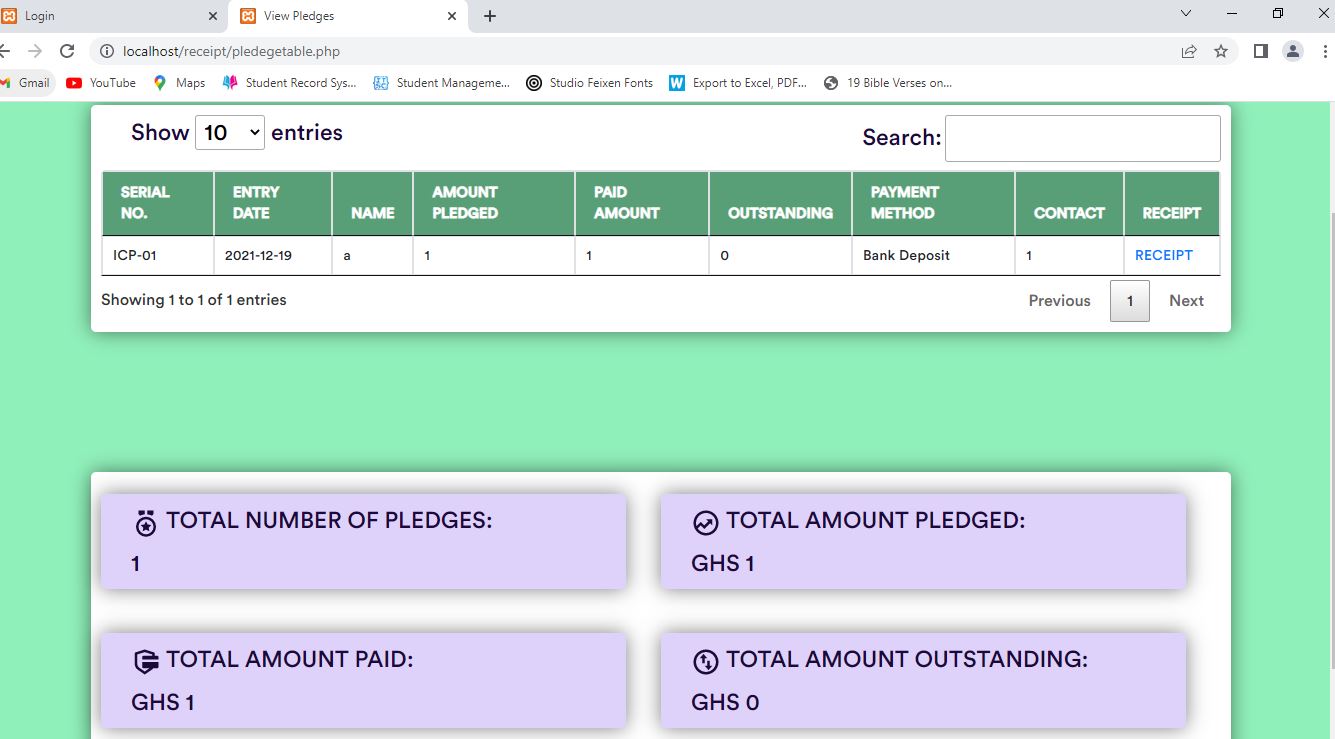 Login
View Pledges
localhost/receipt/pledegetable.php
Gmail YouTube Maps Student Record Sys... Student Manageme... Studio Feixen Fonts Export to Excel, PDF... 19 Bible Verses on...
Show 10 entries
Search:
SERIAL NO. ENTRY DATE NAME AMOUNT PLEDGED PAID AMOUNT OUTSTANDING PAYMENT METHOD CONTACT RECEIPT
ICP-01 2021-12-19 a 1 1 0 Bank Deposit 1 RECEIPT
Showing 1 to 1 of 1 entries
Previous 1 Next
TOTAL NUMBER OF PLEDGES:
1
TOTAL AMOUNT PLEDGED:
GHS 1
TOTAL AMOUNT PAID:
GHS 1
TOTAL AMOUNT OUTSTANDING:
GHS 0